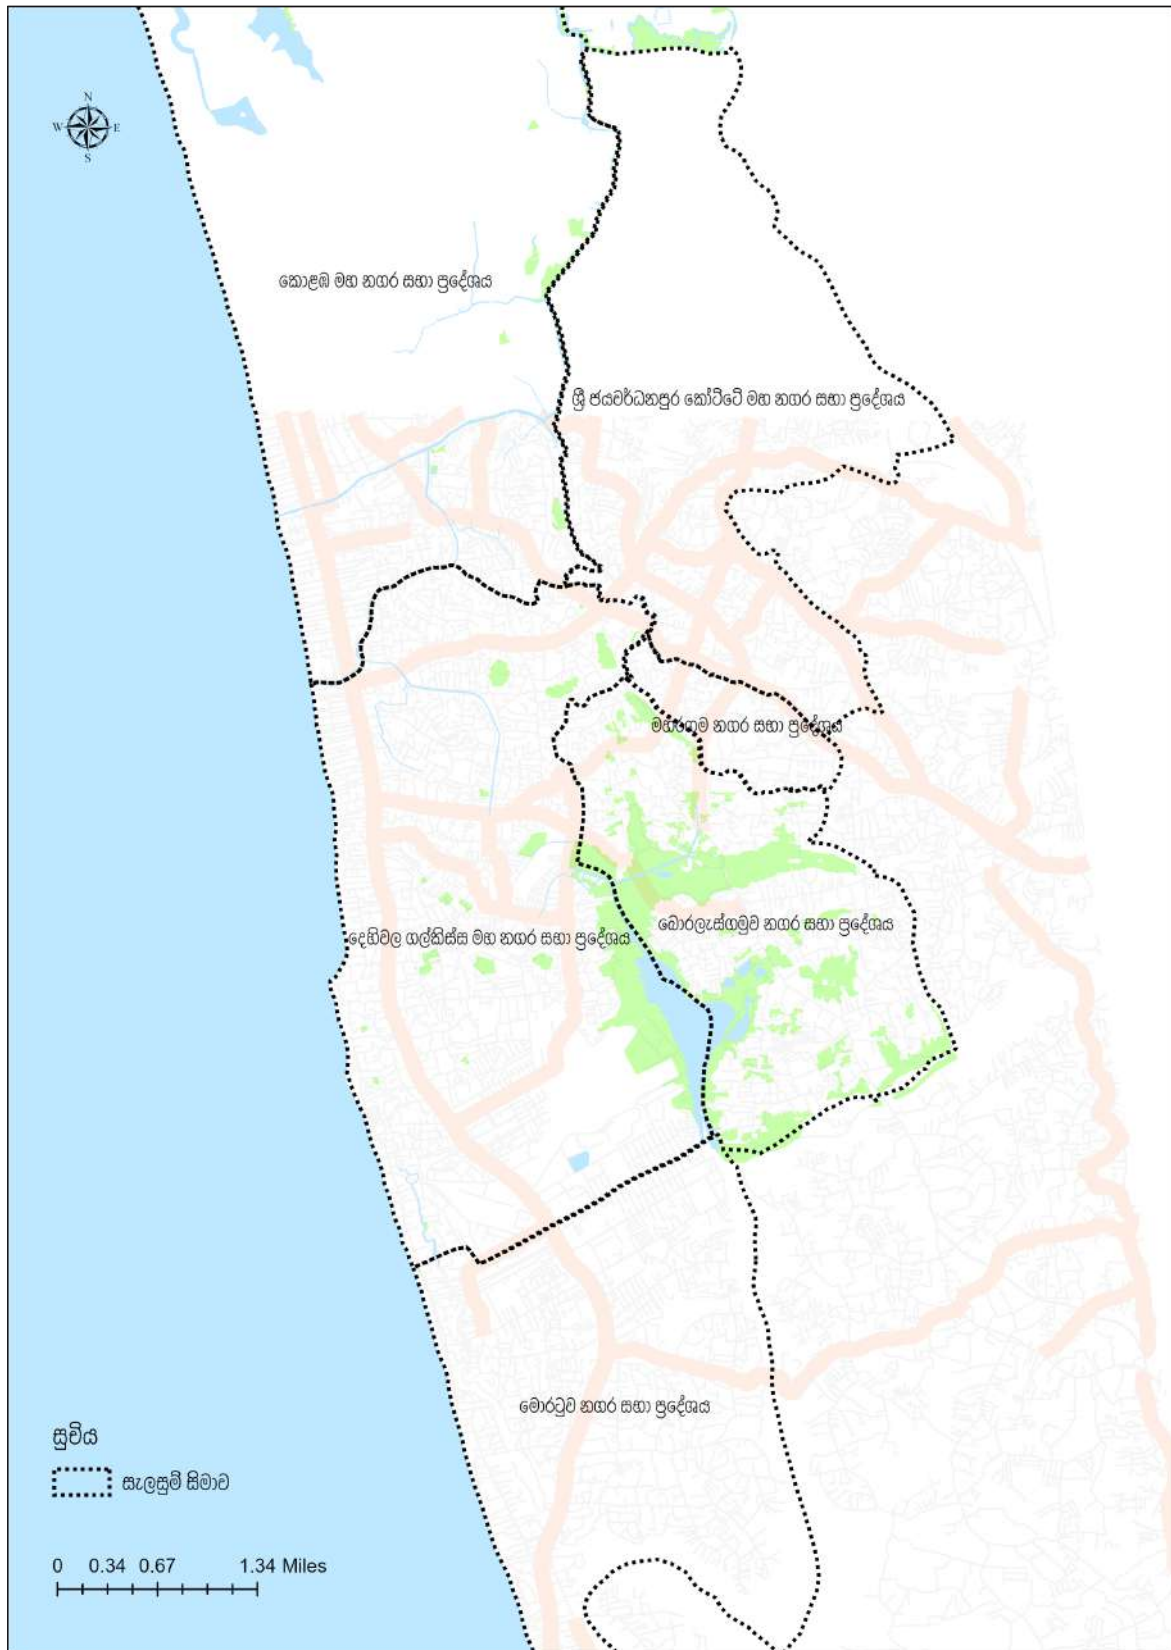 N
W E
S
කොළඹ මහ නගර සභා ප්‍රදේශය
ශ්‍රී ජයවර්ධනපුර කෝට්ටේ මහ නගර සභා ප්‍රදේශය
මහරගම නගර සභා ප්‍රදේශය
බොරලැස්ගමුව නගර සභා ප්‍රදේශය
දෙහිවල ගල්කිස්ස මහ නගර සභා ප්‍රදේශය
මොරටුව නගර සභා ප්‍රදේශය
සුචිය
සැලසුම් සීමාව
0 0.34 0.67 1.34 Miles